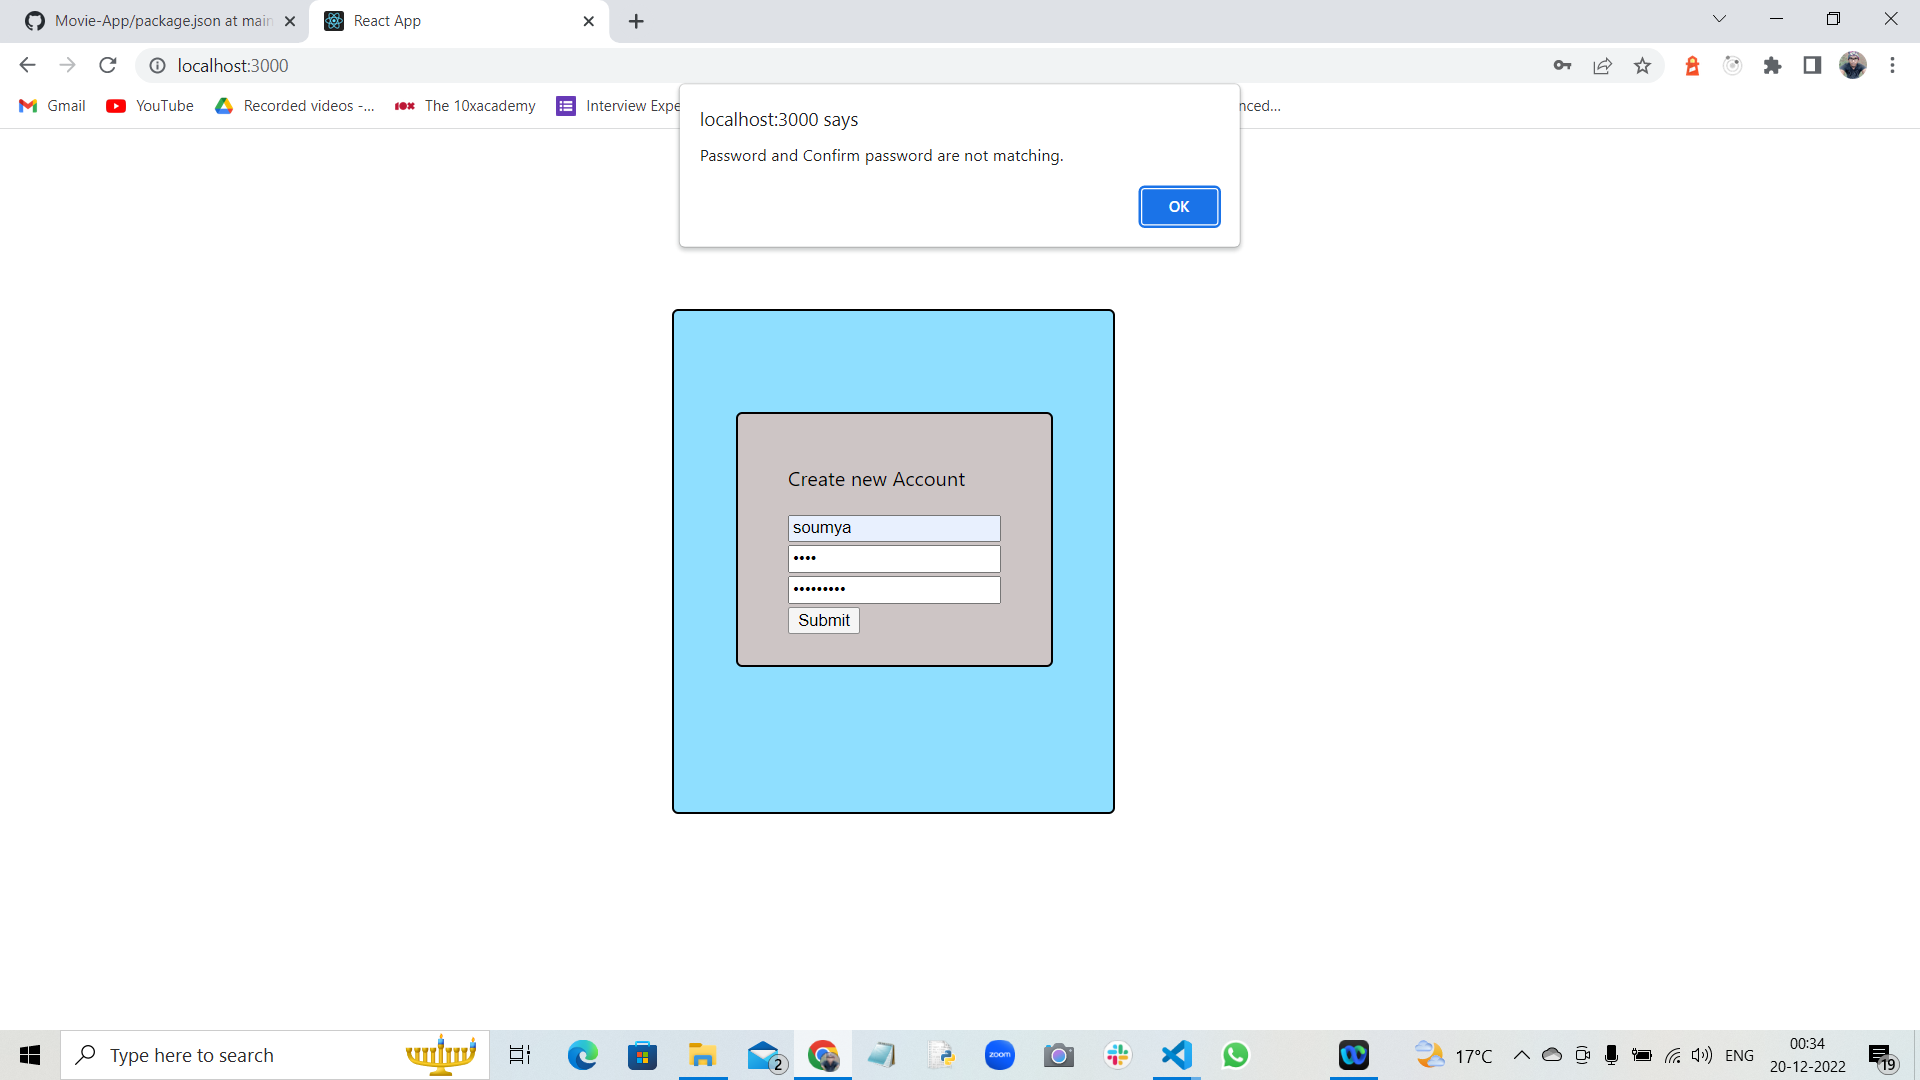 Movie-App/package.json at main
React App
localhost:3000
Gmail
YouTube
Recorded videos -...
The 10xacademy
Interview Expe
nced...
localhost:3000 says
Password and Confirm password are not matching.
OK
Create new Account
soumya
••••
•••••••••
Submit
Type here to search
2
zoom
17°C
ENG
00:34
20-12-2022
19